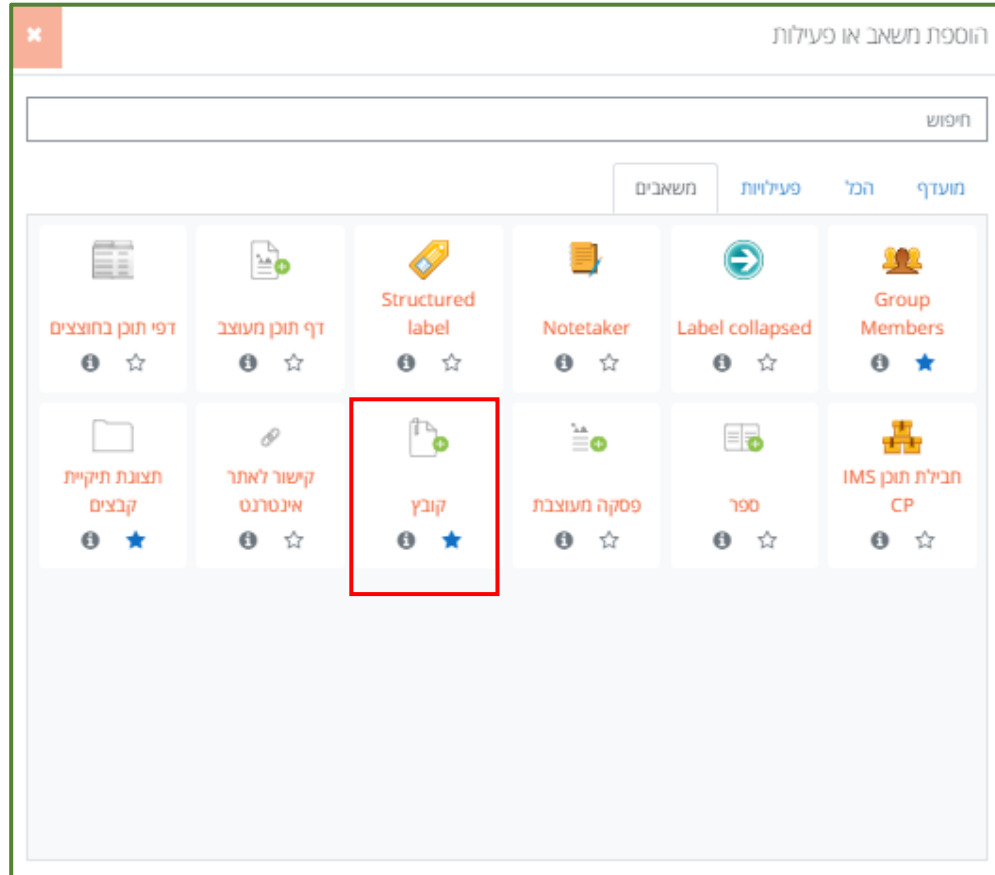 הוספת משאב או פעילות
חיפוש
מועדף
הכל
פעילויות
משאבים
Group
Members
Label collapsed
Notetaker
Structured
label
דף תוכן מעוצב
דפי תוכן בחוצצים
חבילת תוכן IMS
CP
ספר
פסקה מעוצבת
קובץ
קישור לאתר
אינטרנט
תצוגת תיקיית
קבצים